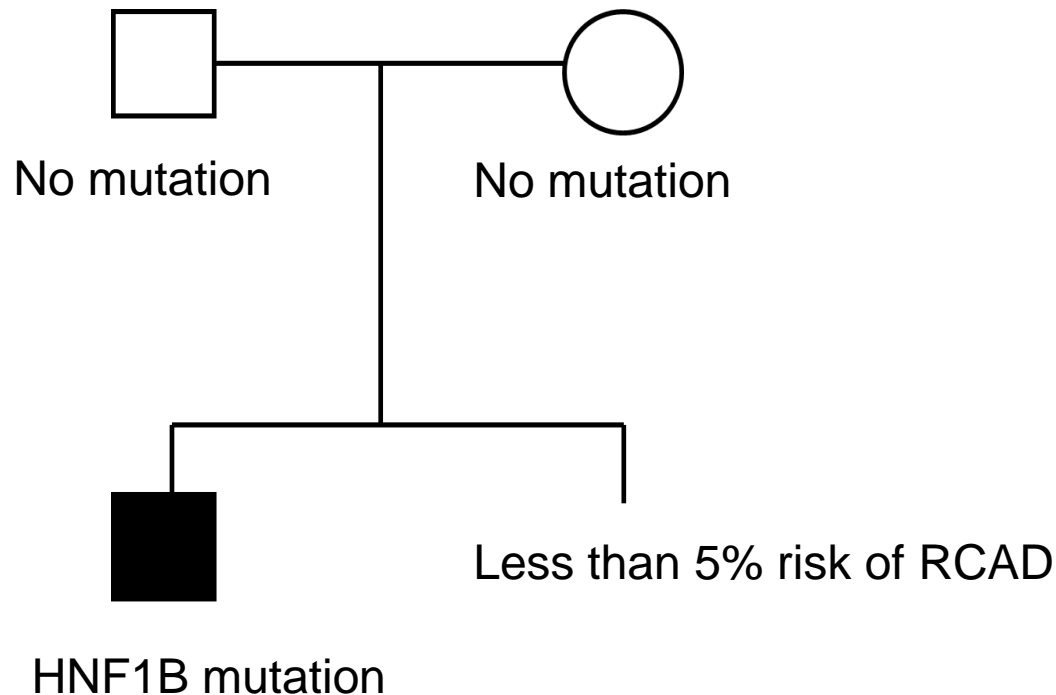 No mutation
No mutation
Less than 5% risk of RCAD
HNF1B mutation